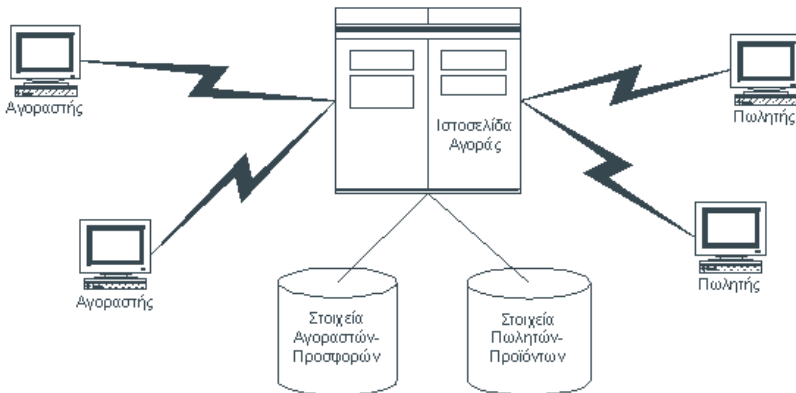 Αγοραστής
Ιστοσελίδα
Αγοράς
Πωλητής
Αγοραστής
Πωλητής
Στοιχεία
Αγοραστών-
Προσφορών
Στοιχεία
Πωλητών-
Προϊόντων